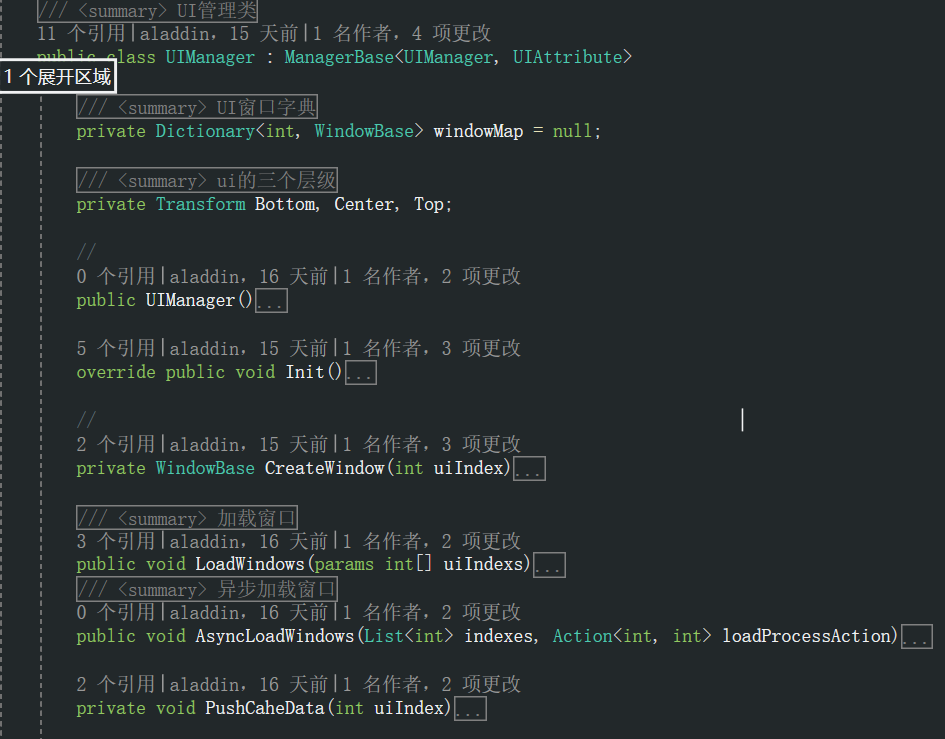 /// <summary> UI管理类
11 个引用|aladdin，15 天前|1 名作者，4 项更改
public class UIManager : ManagerBase<UIManager, UIAttribute>
1 个展开区域
/// <summary> UI窗口字典
private Dictionary<int, WindowBase> windowMap = null;
/// <summary> ui的三个层级
private Transform Bottom, Center, Top;
//
0 个引用|aladdin，16 天前|1 名作者，2 项更改
public UIManager()...
5 个引用|aladdin，15 天前|1 名作者，3 项更改
override public void Init()...
//
2 个引用|aladdin，15 天前|1 名作者，3 项更改
private WindowBase CreateWindow(int uiIndex)...
/// <summary> 加载窗口
3 个引用|aladdin，16 天前|1 名作者，2 项更改
public void LoadWindows(params int[] uiIndexs)...
/// <summary> 异步加载窗口
0 个引用|aladdin，16 天前|1 名作者，2 项更改
public void AsyncLoadWindows(List<int> indexes, Action<int, int> loadProcessAction)...
2 个引用|aladdin，16 天前|1 名作者，2 项更改
private void PushCaheData(int uiIndex)...